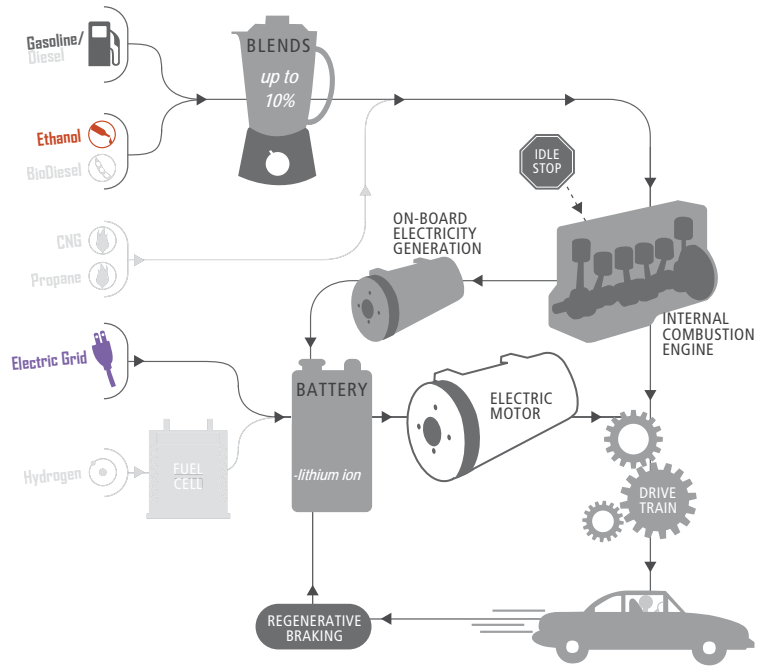 Gasoline/
Diesel
BLENDS
up to
10%
Ethanol
BioDiesel
IDLE
STOP
CNG
Propane
ON-BOARD
ELECTRICITY
GENERATION
INTERNAL
COMBUSTION
ENGINE
Electric Grid
BATTERY
-lithium ion
ELECTRIC
MOTOR
Hydrogen
FUEL
CELL
DRIVE
TRAIN
REGENERATIVE
BRAKING